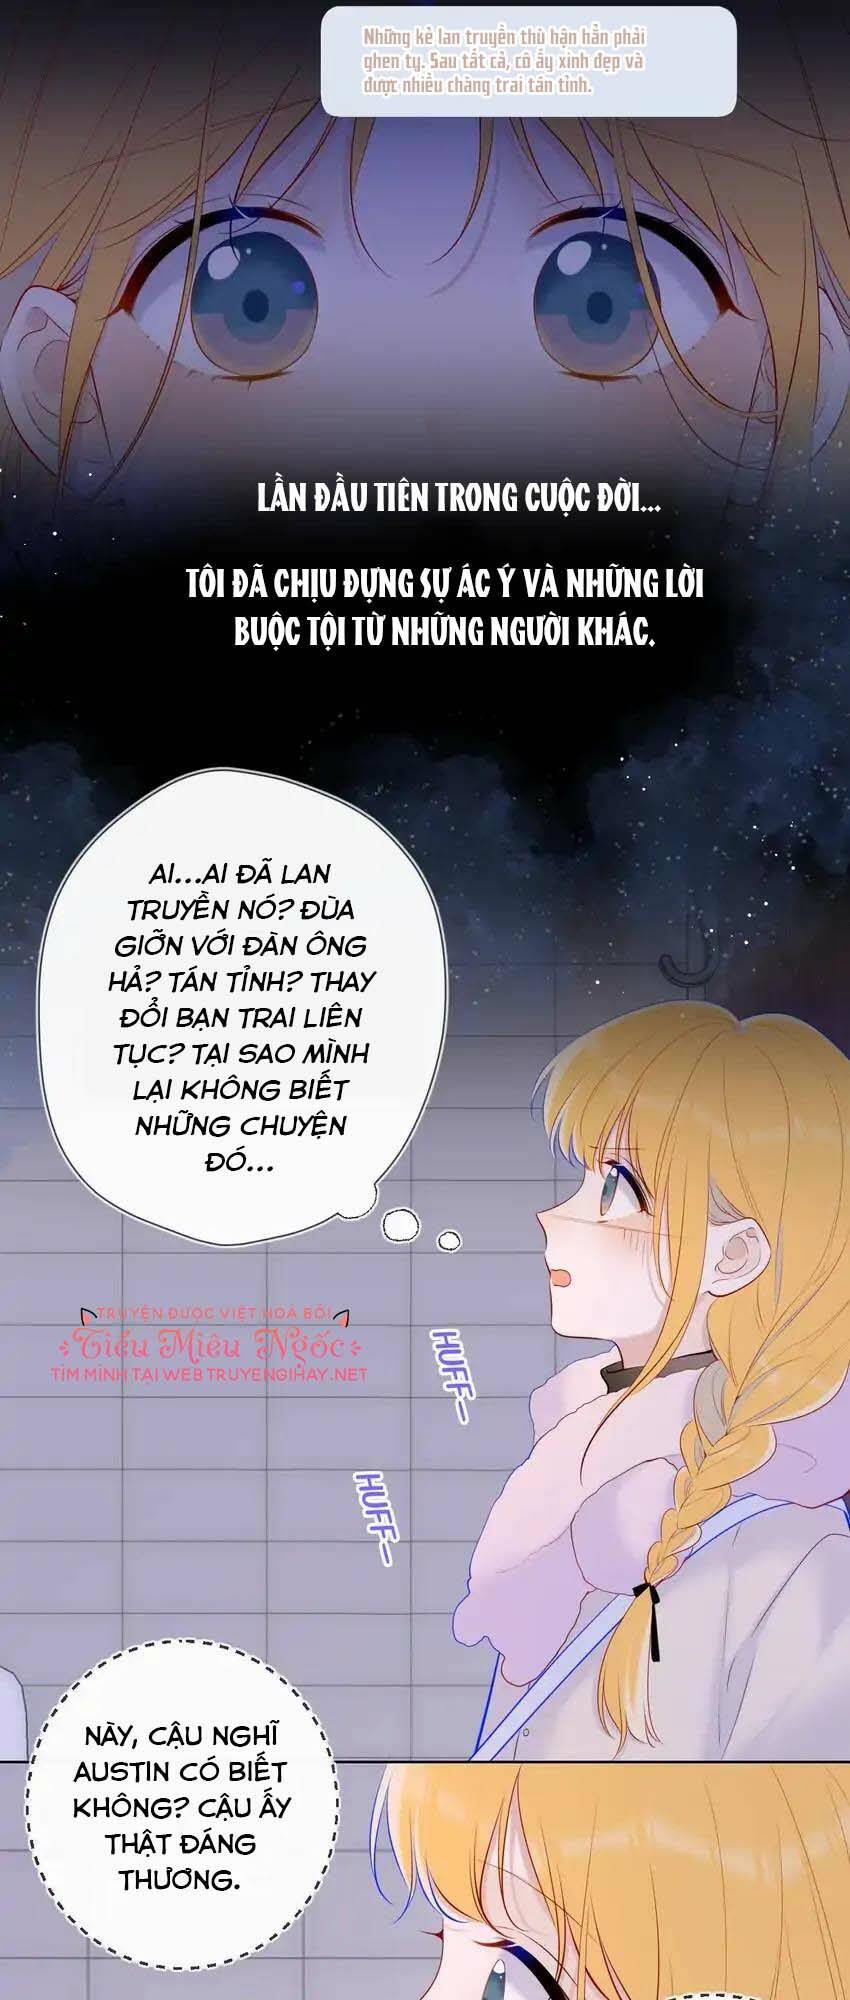 Những kẻ lan truyền thù hận hẳn phải
ghen tỵ. Sau tất cả, cô ấy xinh đẹp và
được nhiều chàng trai tán tỉnh.
LẦN ĐẦU TIÊN TRONG CUỘC ĐỜI...
TÔI ĐÃ CHỊU ĐỰNG SỰ ÁC Ý VÀ NHỮNG LỜI
BUỘC TỘI TỪ NHỮNG NGƯỜI KHÁC.
AI...AI ĐÃ LAN
TRUYỀN NÓ? ĐÙA
GIỠN VỚI ĐÀN ÔNG
HẢ? TÁN TỈNH? THAY
ĐỔI BẠN TRAI LIÊN
TỤC? TẠI SAO MÌNH
LẠI KHÔNG BIẾT
NHỮNG CHUYỆN
ĐÓ...
TRUYỆN ĐƯỢC VIỆT HOÁ BỞI
Tiểu Miêu Ngốc
TÌM MÌNH TẠI WEB TRUYENGIHAY.NET
HUFF-
HUFF-
NÀY, CẬU NGHĨ
AUSTIN CÓ BIẾT
KHÔNG? CẬU ẤY
THẬT ĐÁNG
THƯƠNG.